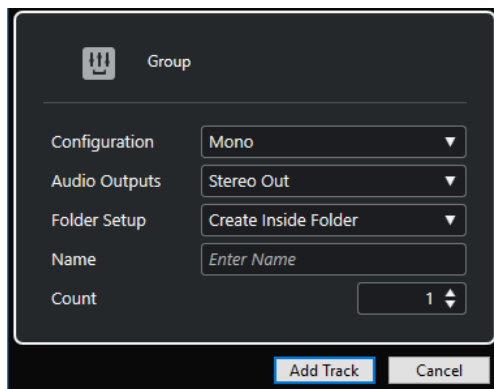 Group
Configuration Mono
Audio Outputs Stereo Out
Folder Setup Create Inside Folder
Name Enter Name
Count 1
Add Track Cancel